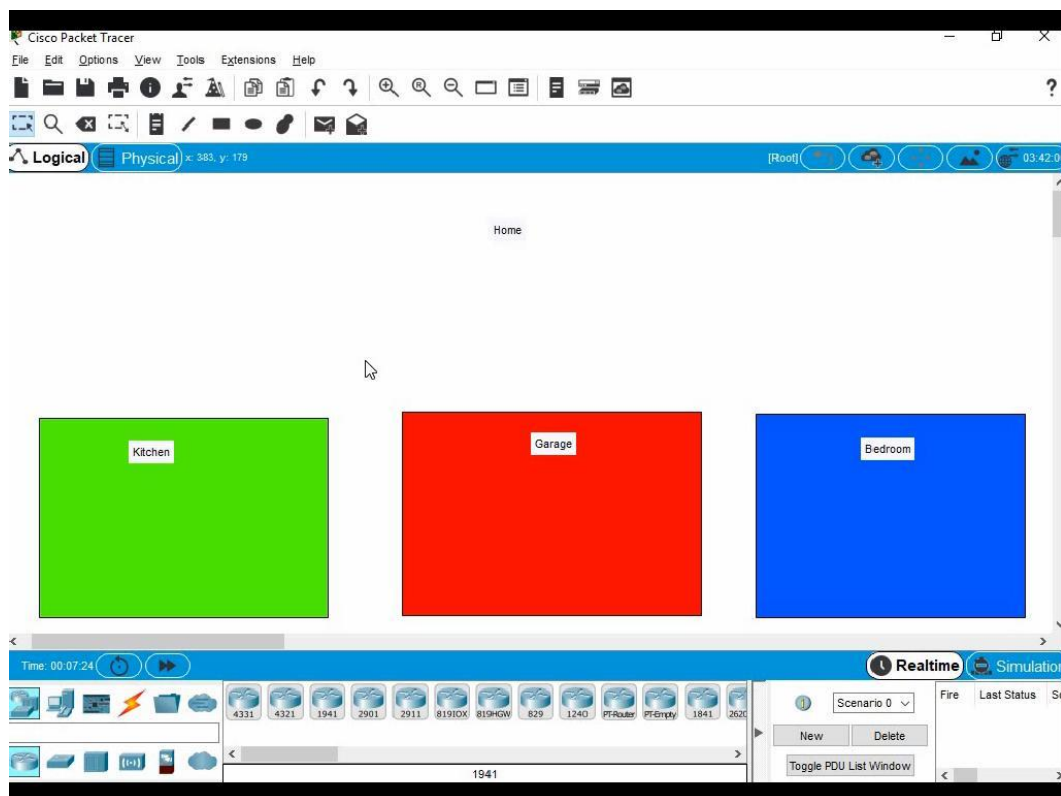 Cisco Packet Tracer
File Edit Options View Tools Extensions Help
?
Logical Physical x: 383, y: 179 [Root] 03:42:0
Home
Kitchen
Garage
Bedroom
Time: 00:07:24 Realtime Simulation
4331 4321 1941 2901 2911 819IOX 819HGW 829 1240 PT-Router PT-Empty 1841 262
1941
Scenario 0
New Delete
Toggle PDU List Window
Fire Last Status